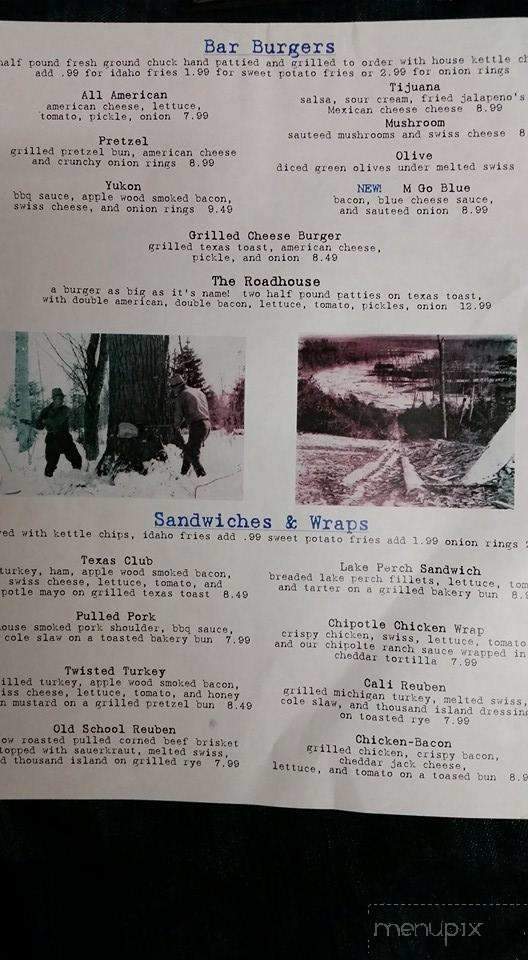 Bar Burgers
half pound fresh ground chuck hand pattied and grilled to order with house kettle
add .99 for idaho fries 1.99 for sweet potato fries or 2.99 for onion rings
All American
american cheese, lettuce,
tomato, pickle, onion 7.99
Pretzel
grilled pretzel bun, american cheese
and crunchy onion rings 8.99
Yukon
bbq sauce, apple wood smoked bacon,
swiss cheese, and onion rings 9.49
Tijuana
salsa, sour cream, fried jalapeno's
Mexican cheese cheese 8.99
Mushroom
sauteed mushrooms and swiss cheese 8
Olive
diced green olives under melted swiss
NEW! M Go Blue
bacon, blue cheese sauce,
and sauteed onion 8.99
Grilled Cheese Burger
grilled texas toast, american cheese,
pickle, and onion 8.49
The Roadhouse
a burger as big as it's name! two half pound patties on texas toast,
with double american, double bacon, lettuce, tomato, pickles, onion 12.99
Sandwiches & Wraps
ved with kettle chips, idaho fries add .99 sweet potato fries add 1.99 onion rings
Texas Club
turkey, ham, apple wood smoked bacon,
swiss cheese, lettuce, tomato, and
potle mayo on grilled texas toast 8.49
Pulled Pork
ouse smoked pork shoulder, bbq sauce,
cole slaw on a toasted bakery bun 7.99
Twisted Turkey
illed turkey, apple wood smoked bacon,
iss cheese, lettuce, tomato, and honey
n mustard on a grilled pretzel bun 8.49
Old School Reuben
ow roasted pulled corned beef brisket
topped with sauerkraut, melted swiss,
d thousand island on grilled rye 7.99
Lake Perch Sandwich
breaded lake perch fillets, lettuce, tom
and tarter on a grilled bakery bun 8.9
Chipotle Chicken Wrap
crispy chicken, swiss, lettuce, tomato
and our chipolte ranch sauce wrapped in
cheddar tortilla 7.99
Cali Reuben
grilled michigan turkey, melted swiss,
cole slaw, and thousand island dressing
on toasted rye 7.99
Chicken-Bacon
grilled chicken, crispy bacon,
cheddar jack cheese,
lettuce, and tomato on a toased bun 8.9
menupix